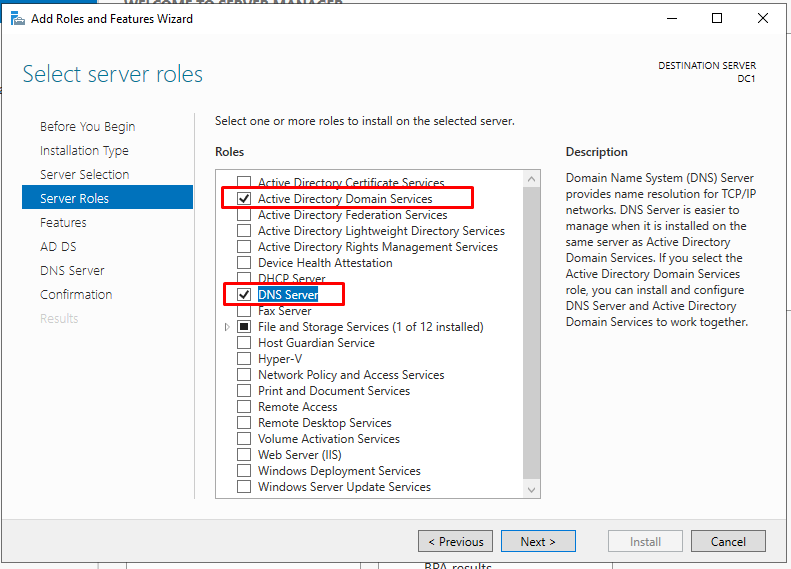 WELCOME TO SERVER MANAGER
Add Roles and Features Wizard
Select server roles
DESTINATION SERVER
DC1
Before You Begin
Installation Type
Server Selection
Server Roles
Features
AD DS
DNS Server
Confirmation
Results
Select one or more roles to install on the selected server.
Roles
Active Directory Certificate Services
Active Directory Domain Services
Active Directory Federation Services
Active Directory Lightweight Directory Services
Active Directory Rights Management Services
Device Health Attestation
DHCP Server
DNS Server
Fax Server
File and Storage Services (1 of 12 installed)
Host Guardian Service
Hyper-V
Network Policy and Access Services
Print and Document Services
Remote Access
Remote Desktop Services
Volume Activation Services
Web Server (IIS)
Windows Deployment Services
Windows Server Update Services
Description
Domain Name System (DNS) Server
provides name resolution for TCP/IP
networks. DNS Server is easier to
manage when it is installed on the
same server as Active Directory
Domain Services. If you select the
Active Directory Domain Services
role, you can install and configure
DNS Server and Active Directory
Domain Services to work together.
< Previous
Next >
Install
Cancel
BPA results